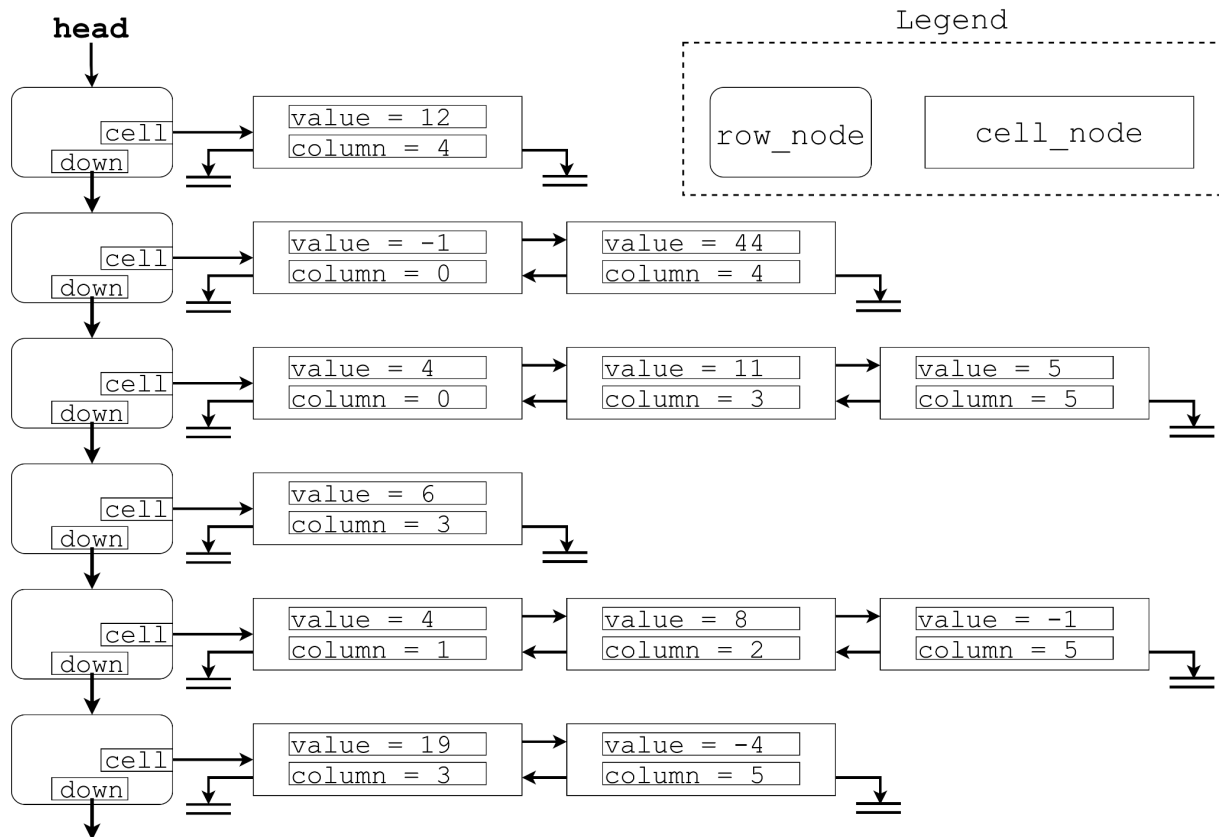 head
Legend
row_node
cell_node
cell
down
value = 12
column = 4
cell
down
value = -1
column = 0
value = 44
column = 4
cell
down
value = 4
column = 0
value = 11
column = 3
value = 5
column = 5
cell
down
value = 6
column = 3
cell
down
value = 4
column = 1
value = 8
column = 2
value = -1
column = 5
cell
down
value = 19
column = 3
value = -4
column = 5